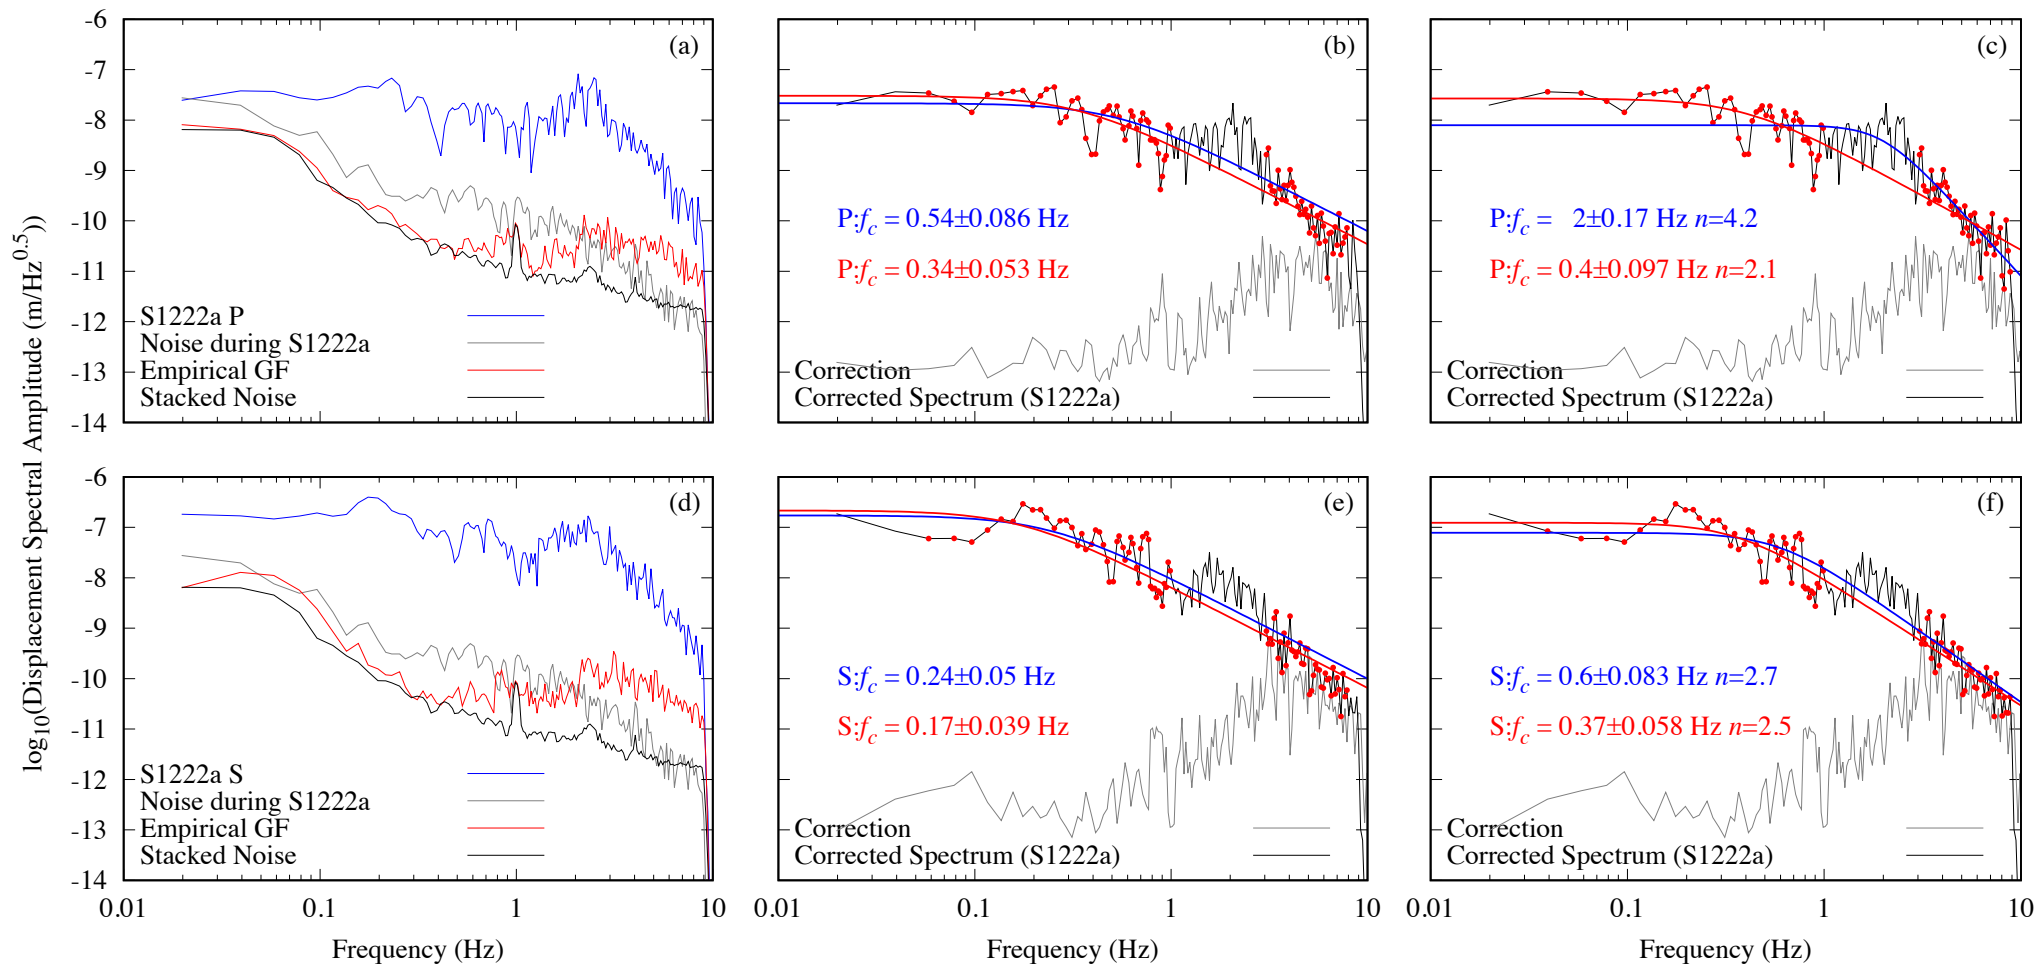 log10(Displacement Spectral Amplitude (m/Hz^0.5))
-6
-7
-8
-9
-10
-11
-12
-13
-14
(a)
S1222a P
Noise during S1222a
Empirical GF
Stacked Noise
(b)
P:fc = 0.54±0.086 Hz
P:fc = 0.34±0.053 Hz
Correction
Corrected Spectrum (S1222a)
(c)
P:fc = 2±0.17 Hz n=4.2
P:fc = 0.4±0.097 Hz n=2.1
Correction
Corrected Spectrum (S1222a)
-6
-7
-8
-9
-10
-11
-12
-13
-14
(d)
S1222a S
Noise during S1222a
Empirical GF
Stacked Noise
0.01 0.1 1 10
Frequency (Hz)
(e)
S:fc = 0.24±0.05 Hz
S:fc = 0.17±0.039 Hz
Correction
Corrected Spectrum (S1222a)
0.01 0.1 1 10
Frequency (Hz)
(f)
S:fc = 0.6±0.083 Hz n=2.7
S:fc = 0.37±0.058 Hz n=2.5
Correction
Corrected Spectrum (S1222a)
0.01 0.1 1 10
Frequency (Hz)